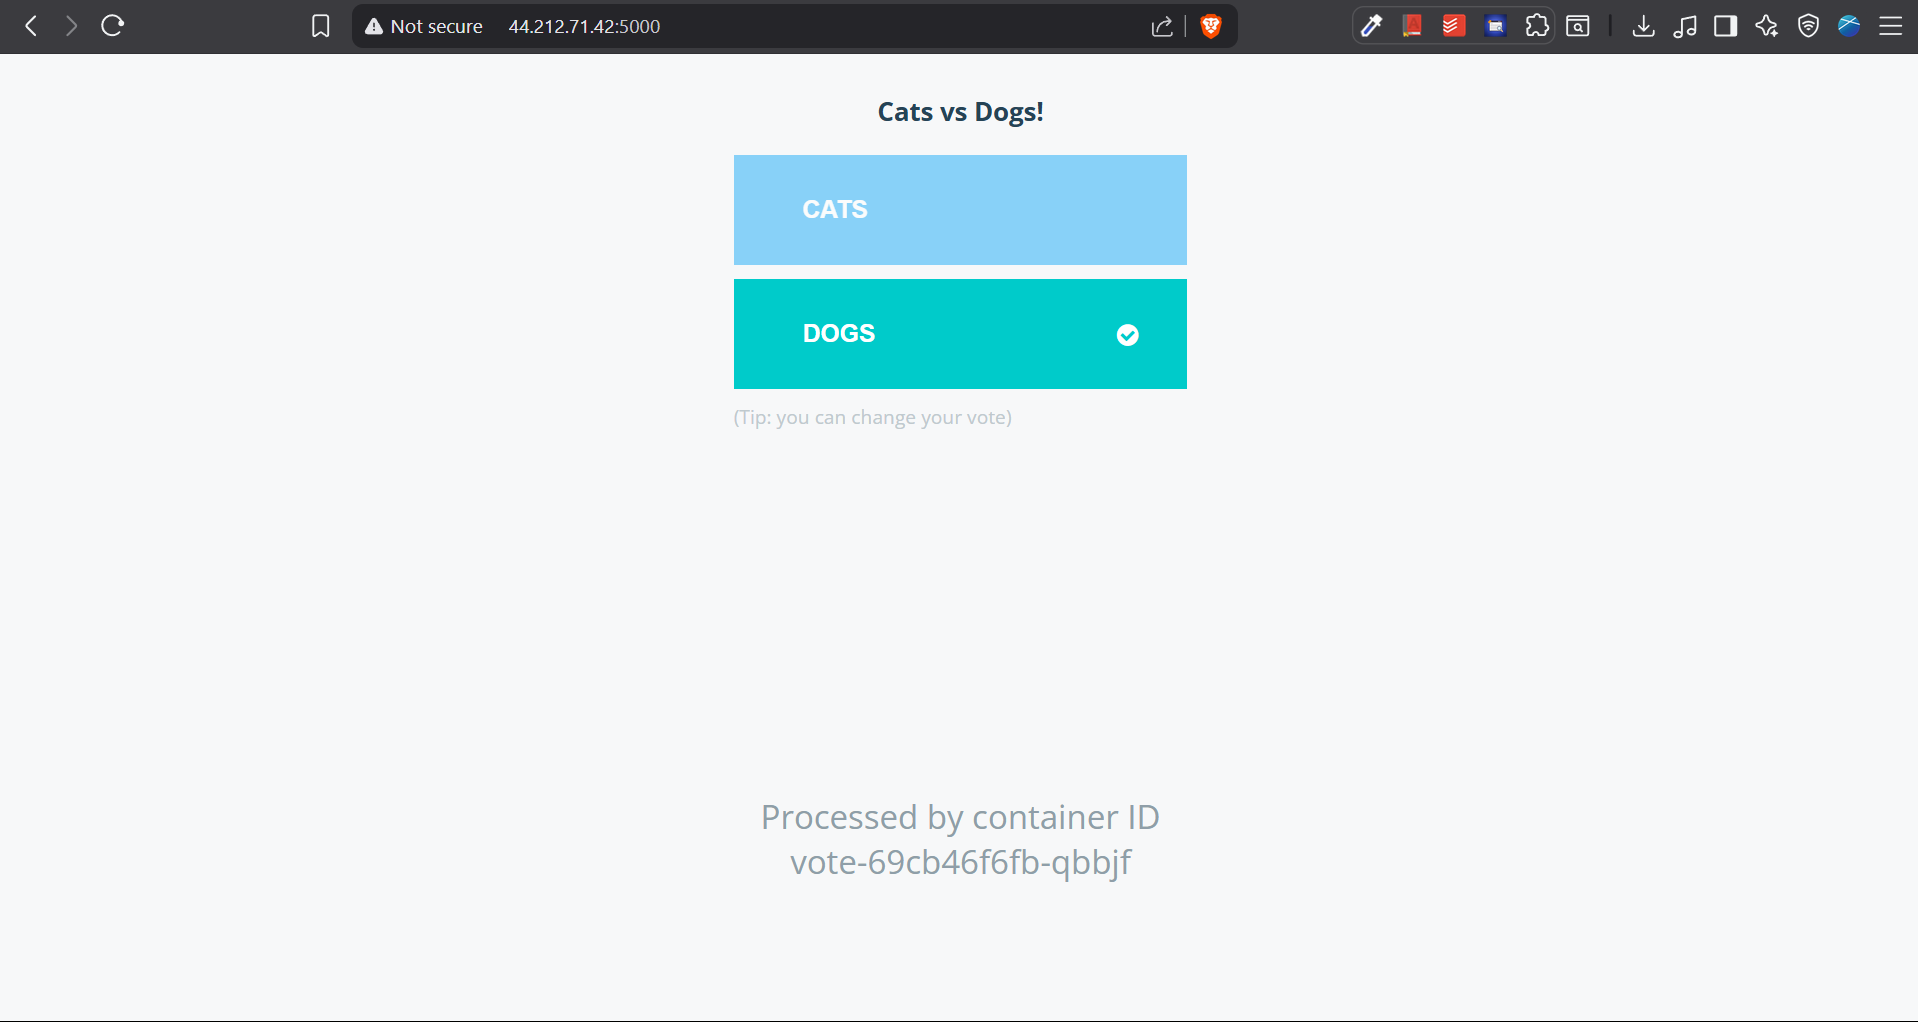 Not secure 44.212.71.42:5000
Cats vs Dogs!
CATS
DOGS
(Tip: you can change your vote)
Processed by container ID
vote-69cb46f6fb-qbbjf